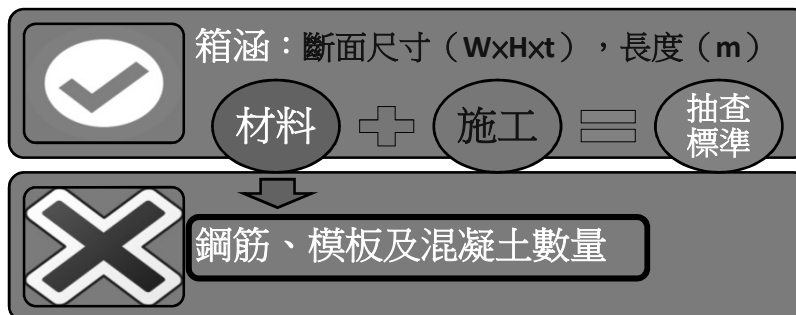 箱涵：斷面尺寸（WxHxt），長度（m）
材料 施工 抽查
標準
鋼筋、模板及混凝土數量